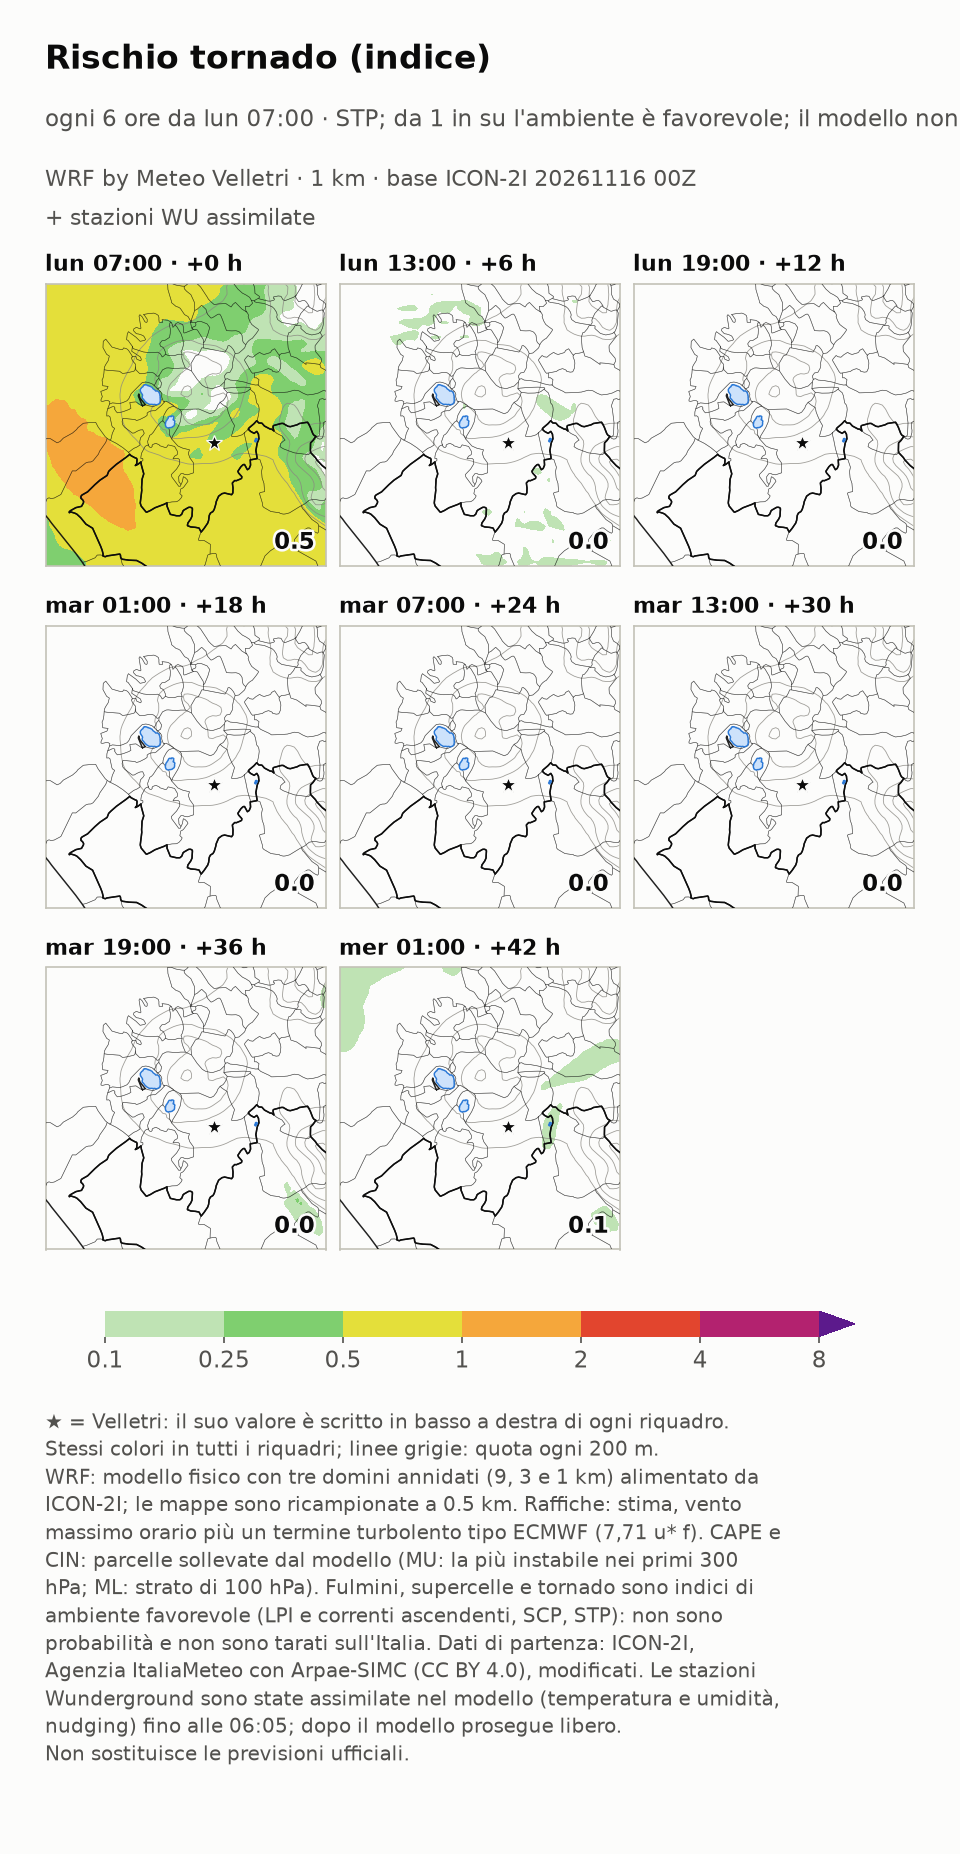 Rischio tornado (indice)
ogni 6 ore da lun 07:00 · STP; da 1 in su l'ambiente è favorevole; il modello non
WRF by Meteo Velletri · 1 km · base ICON-2I 20261116 00Z
+ stazioni WU assimilate
lun 07:00 · +0 h
lun 13:00 · +6 h
lun 19:00 · +12 h
0.5
0.0
0.0
mar 01:00 · +18 h
mar 07:00 · +24 h
mar 13:00 · +30 h
0.0
0.0
0.0
mar 19:00 · +36 h
mer 01:00 · +42 h
0.0
0.1
0.1 0.25 0.5 1 2 4 8
★ = Velletri: il suo valore è scritto in basso a destra di ogni riquadro.
Stessi colori in tutti i riquadri; linee grigie: quota ogni 200 m.
WRF: modello fisico con tre domini annidati (9, 3 e 1 km) alimentato da
ICON-2I; le mappe sono ricampionate a 0.5 km. Raffiche: stima, vento
massimo orario più un termine turbolento tipo ECMWF (7,71 u* f). CAPE e
CIN: parcelle sollevate dal modello (MU: la più instabile nei primi 300
hPa; ML: strato di 100 hPa). Fulmini, supercelle e tornado sono indici di
ambiente favorevole (LPI e correnti ascendenti, SCP, STP): non sono
probabilità e non sono tarati sull'Italia. Dati di partenza: ICON-2I,
Agenzia ItaliaMeteo con Arpae-SIMC (CC BY 4.0), modificati. Le stazioni
Wunderground sono state assimilate nel modello (temperatura e umidità,
nudging) fino alle 06:05; dopo il modello prosegue libero.
Non sostituisce le previsioni ufficiali.